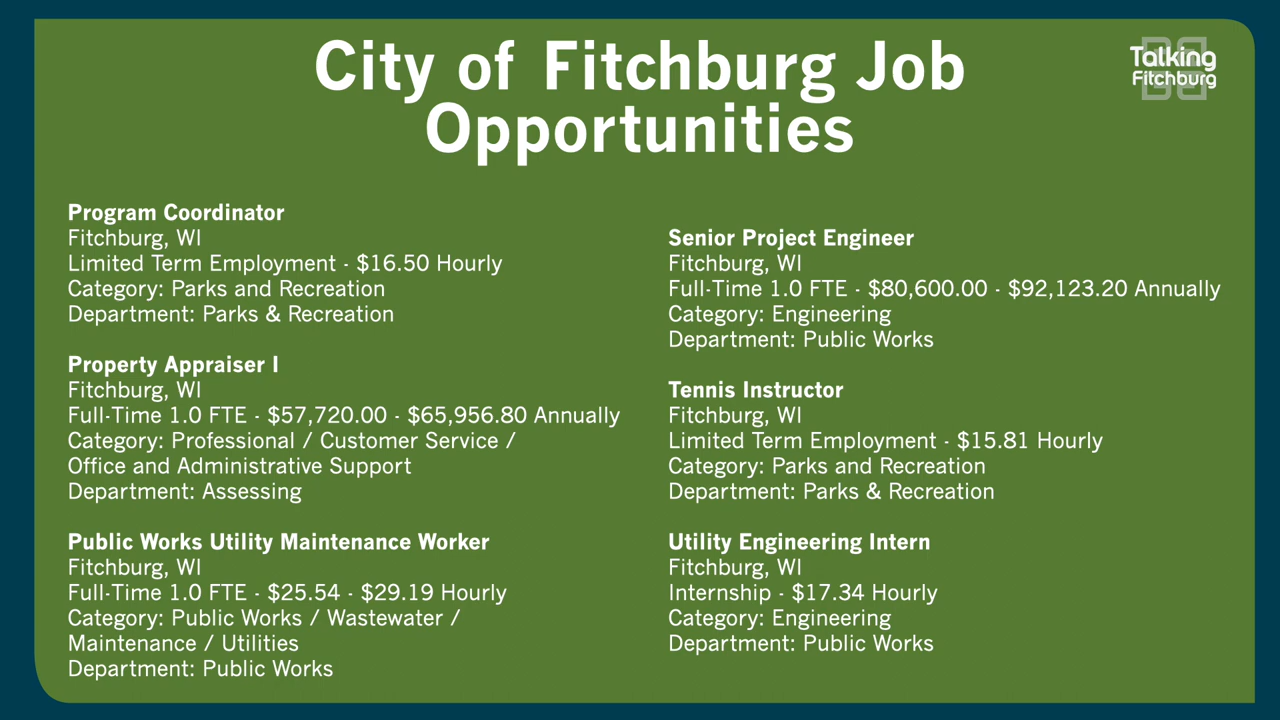 City of Fitchburg Job
Opportunities
Talking
Fitchburg
Program Coordinator
Fitchburg, WI
Limited Term Employment - $16.50 Hourly
Category: Parks and Recreation
Department: Parks & Recreation
Property Appraiser I
Fitchburg, WI
Full-Time 1.0 FTE - $57,720.00 - $65,956.80 Annually
Category: Professional / Customer Service /
Office and Administrative Support
Department: Assessing
Public Works Utility Maintenance Worker
Fitchburg, WI
Full-Time 1.0 FTE - $25.54 - $29.19 Hourly
Category: Public Works / Wastewater /
Maintenance / Utilities
Department: Public Works
Senior Project Engineer
Fitchburg, WI
Full-Time 1.0 FTE - $80,600.00 - $92,123.20 Annually
Category: Engineering
Department: Public Works
Tennis Instructor
Fitchburg, WI
Limited Term Employment - $15.81 Hourly
Category: Parks and Recreation
Department: Parks & Recreation
Utility Engineering Intern
Fitchburg, WI
Internship - $17.34 Hourly
Category: Engineering
Department: Public Works